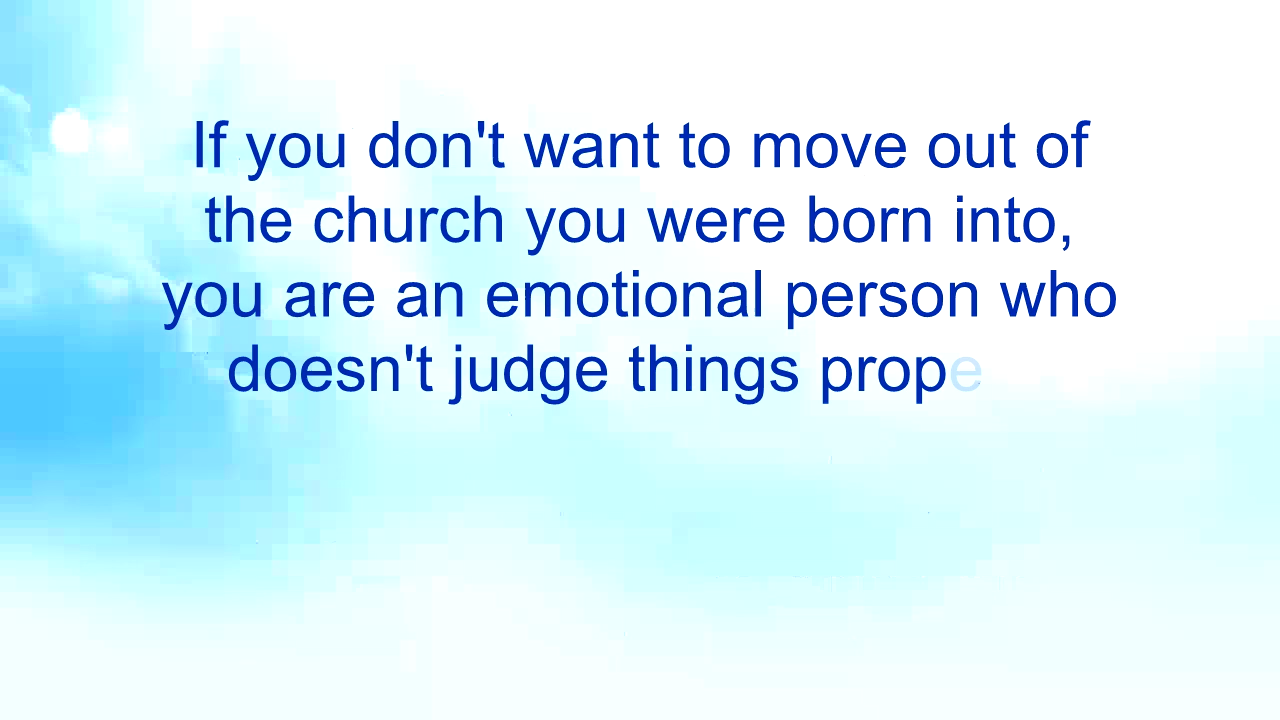 If you don't want to move out of
the church you were born into,
you are an emotional person who
doesn't judge things prope